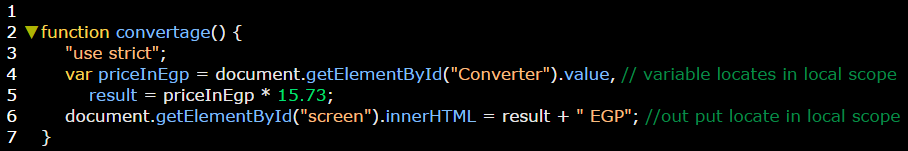 1
2 ▼function convertage() {
3 "use strict";
4 var priceInEgp = document.getElementById("Converter").value, // variable locates in local scope
5 result = priceInEgp * 15.73;
6 document.getElementById("screen").innerHTML = result + " EGP"; //out put locate in local scope
7 }